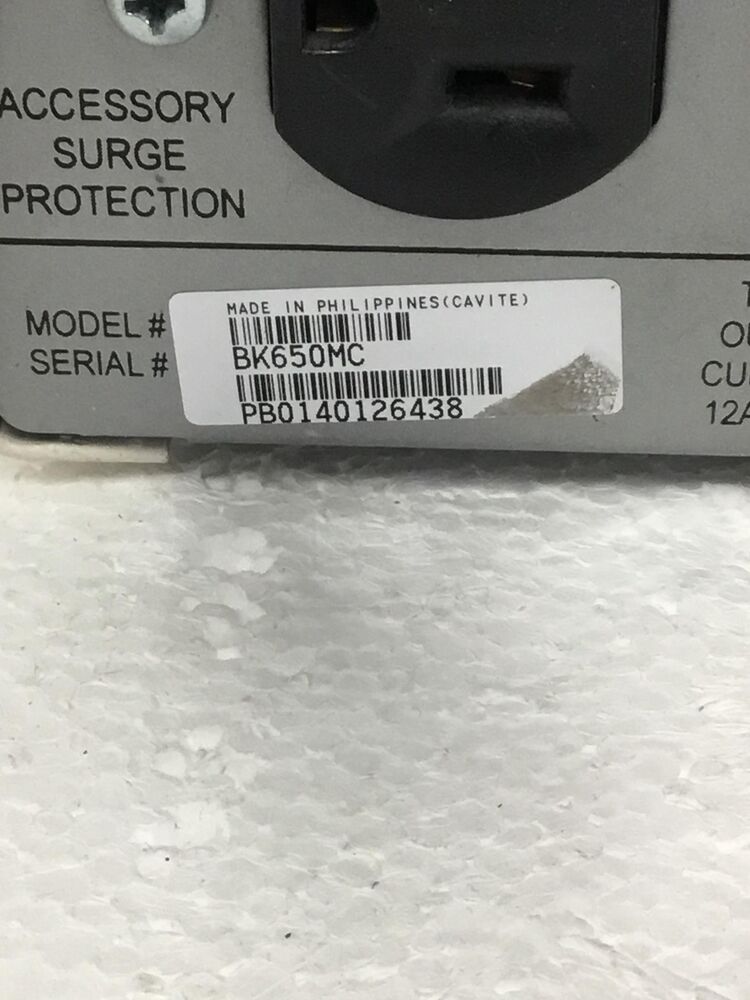 ACCESSORY
SURGE
PROTECTION
MODEL #
SERIAL #
MADE IN PHILIPPINES(CAVITE)
BK650MC
PB0140126438
12A